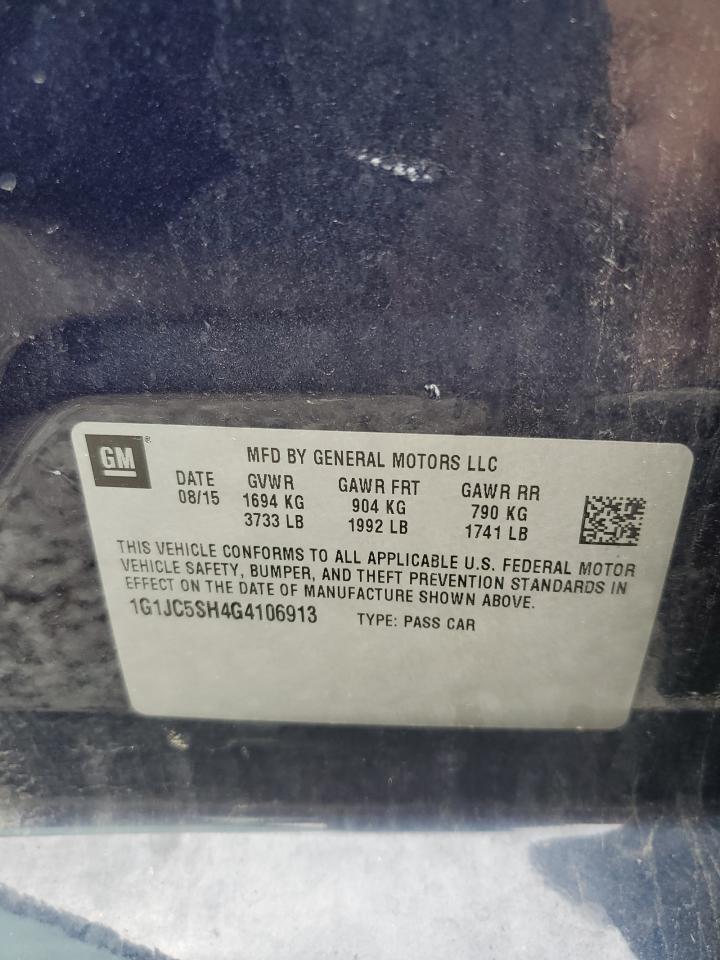 GM ®
MFD BY GENERAL MOTORS LLC
DATE GVWR GAWR FRT GAWR RR
08/15 1694 KG 904 KG 790 KG
3733 LB 1992 LB 1741 LB
THIS VEHICLE CONFORMS TO ALL APPLICABLE U.S. FEDERAL MOTOR
VEHICLE SAFETY, BUMPER, AND THEFT PREVENTION STANDARDS IN
EFFECT ON THE DATE OF MANUFACTURE SHOWN ABOVE.
1G1JC5SH4G4106913 TYPE: PASS CAR